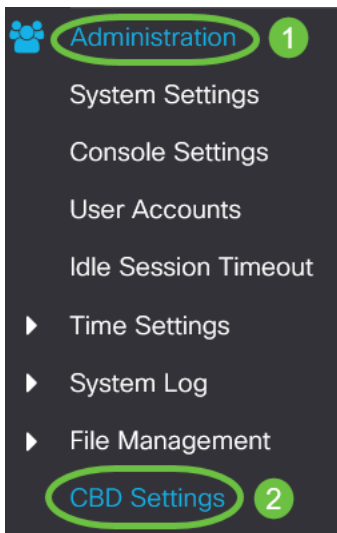 Administration 1
System Settings
Console Settings
User Accounts
Idle Session Timeout
Time Settings
System Log
File Management
CBD Settings 2